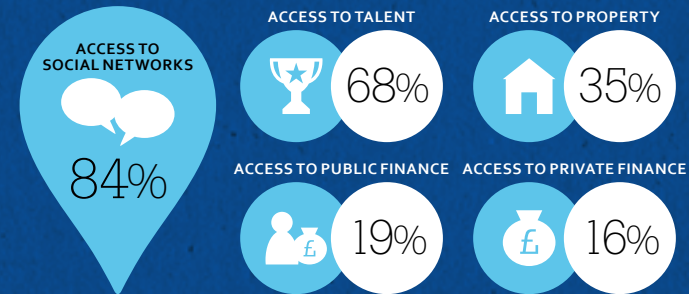 ACCESS TO
SOCIAL NETWORKS
84%
ACCESS TO TALENT
68%
ACCESS TO PROPERTY
35%
ACCESS TO PUBLIC FINANCE
£
19%
ACCESS TO PRIVATE FINANCE
£
16%